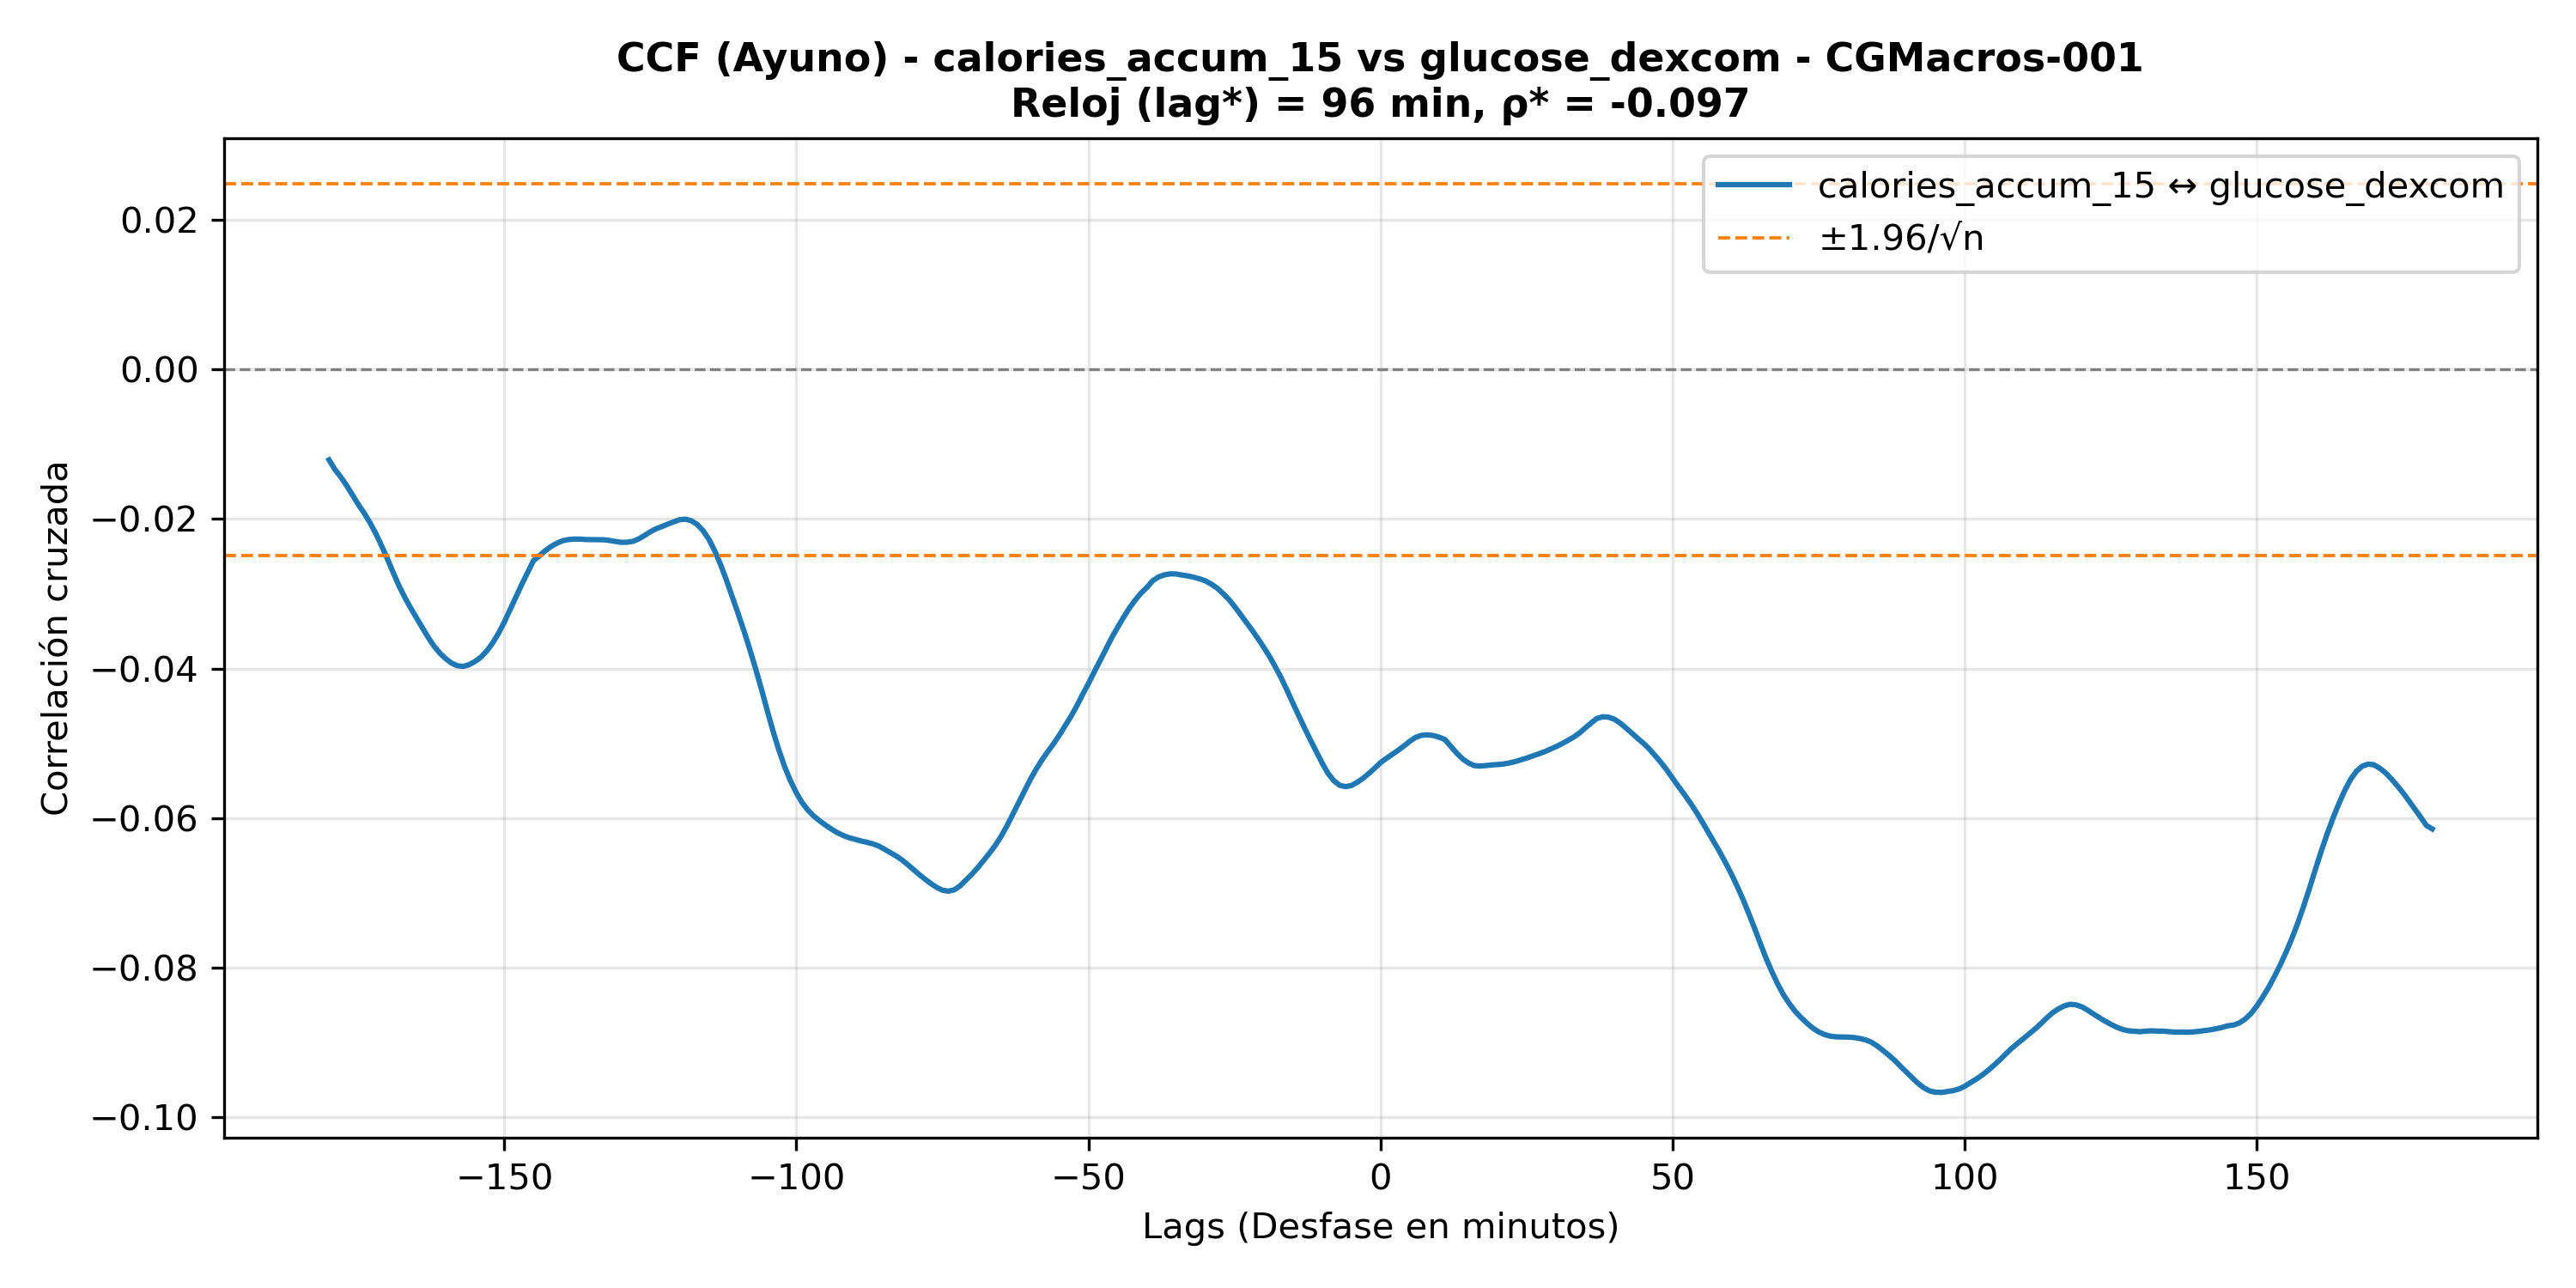 CCF (Ayuno) - calories_accum_15 vs glucose_dexcom - CGMacros-001
Reloj (lag*) = 96 min, ρ* = -0.097
calories_accum_15 ↔ glucose_dexcom
±1.96/√n
Correlación cruzada
0.02
0.00
−0.02
−0.04
−0.06
−0.08
−0.10
−150
−100
−50
0
50
100
150
Lags (Desfase en minutos)